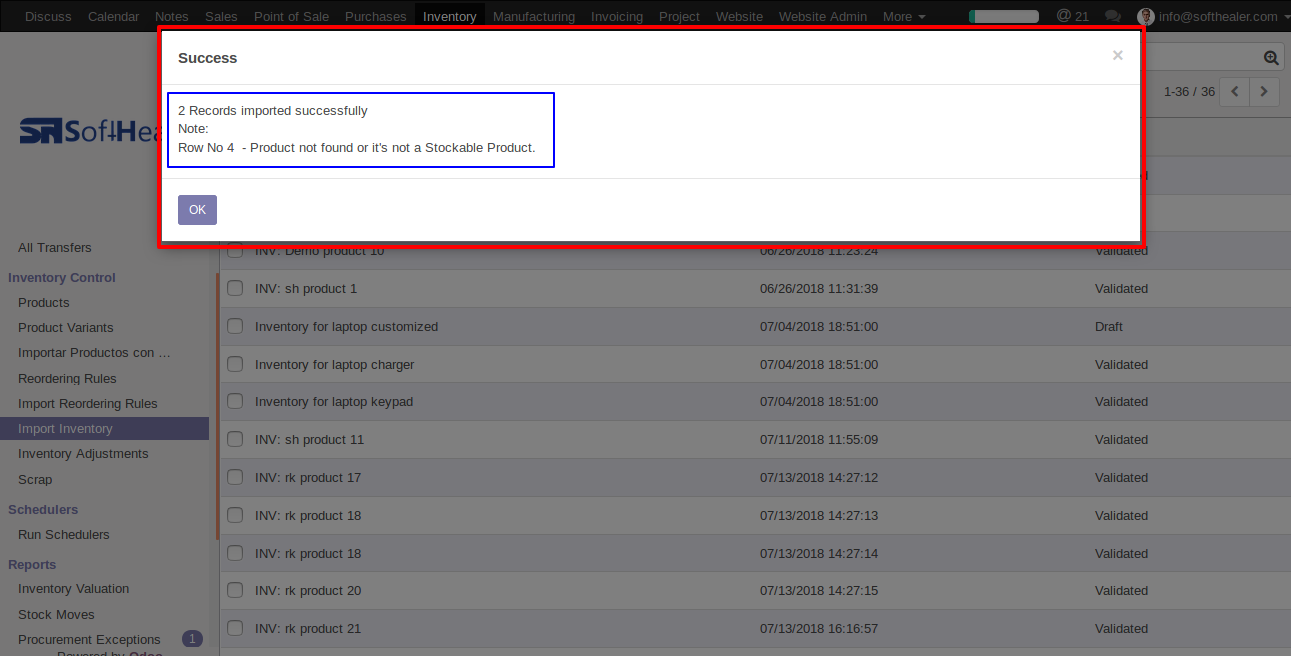 Discuss Calendar Notes Sales Point of Sale Purchases Inventory Manufacturing Invoicing Project Website Website Admin More @ 21 info@softhealer.com
Success ×
2 Records imported successfully
Note:
Row No 4 - Product not found or it's not a Stockable Product.
OK
1-36 / 36
SoftHea
All Transfers
Inventory Control
Products
Product Variants
Importar Productos con ...
Reordering Rules
Import Reordering Rules
Import Inventory
Inventory Adjustments
Scrap
Schedulers
Run Schedulers
Reports
Inventory Valuation
Stock Moves
Procurement Exceptions 1
Powered by Odoo
INV: Demo product 10 06/26/2018 11:23:24 Validated
INV: sh product 1 06/26/2018 11:31:39 Validated
Inventory for laptop customized 07/04/2018 18:51:00 Draft
Inventory for laptop charger 07/04/2018 18:51:00 Validated
Inventory for laptop keypad 07/04/2018 18:51:00 Validated
INV: sh product 11 07/11/2018 11:55:09 Validated
INV: rk product 17 07/13/2018 14:27:12 Validated
INV: rk product 18 07/13/2018 14:27:13 Validated
INV: rk product 18 07/13/2018 14:27:14 Validated
INV: rk product 20 07/13/2018 14:27:15 Validated
INV: rk product 21 07/13/2018 16:16:57 Validated